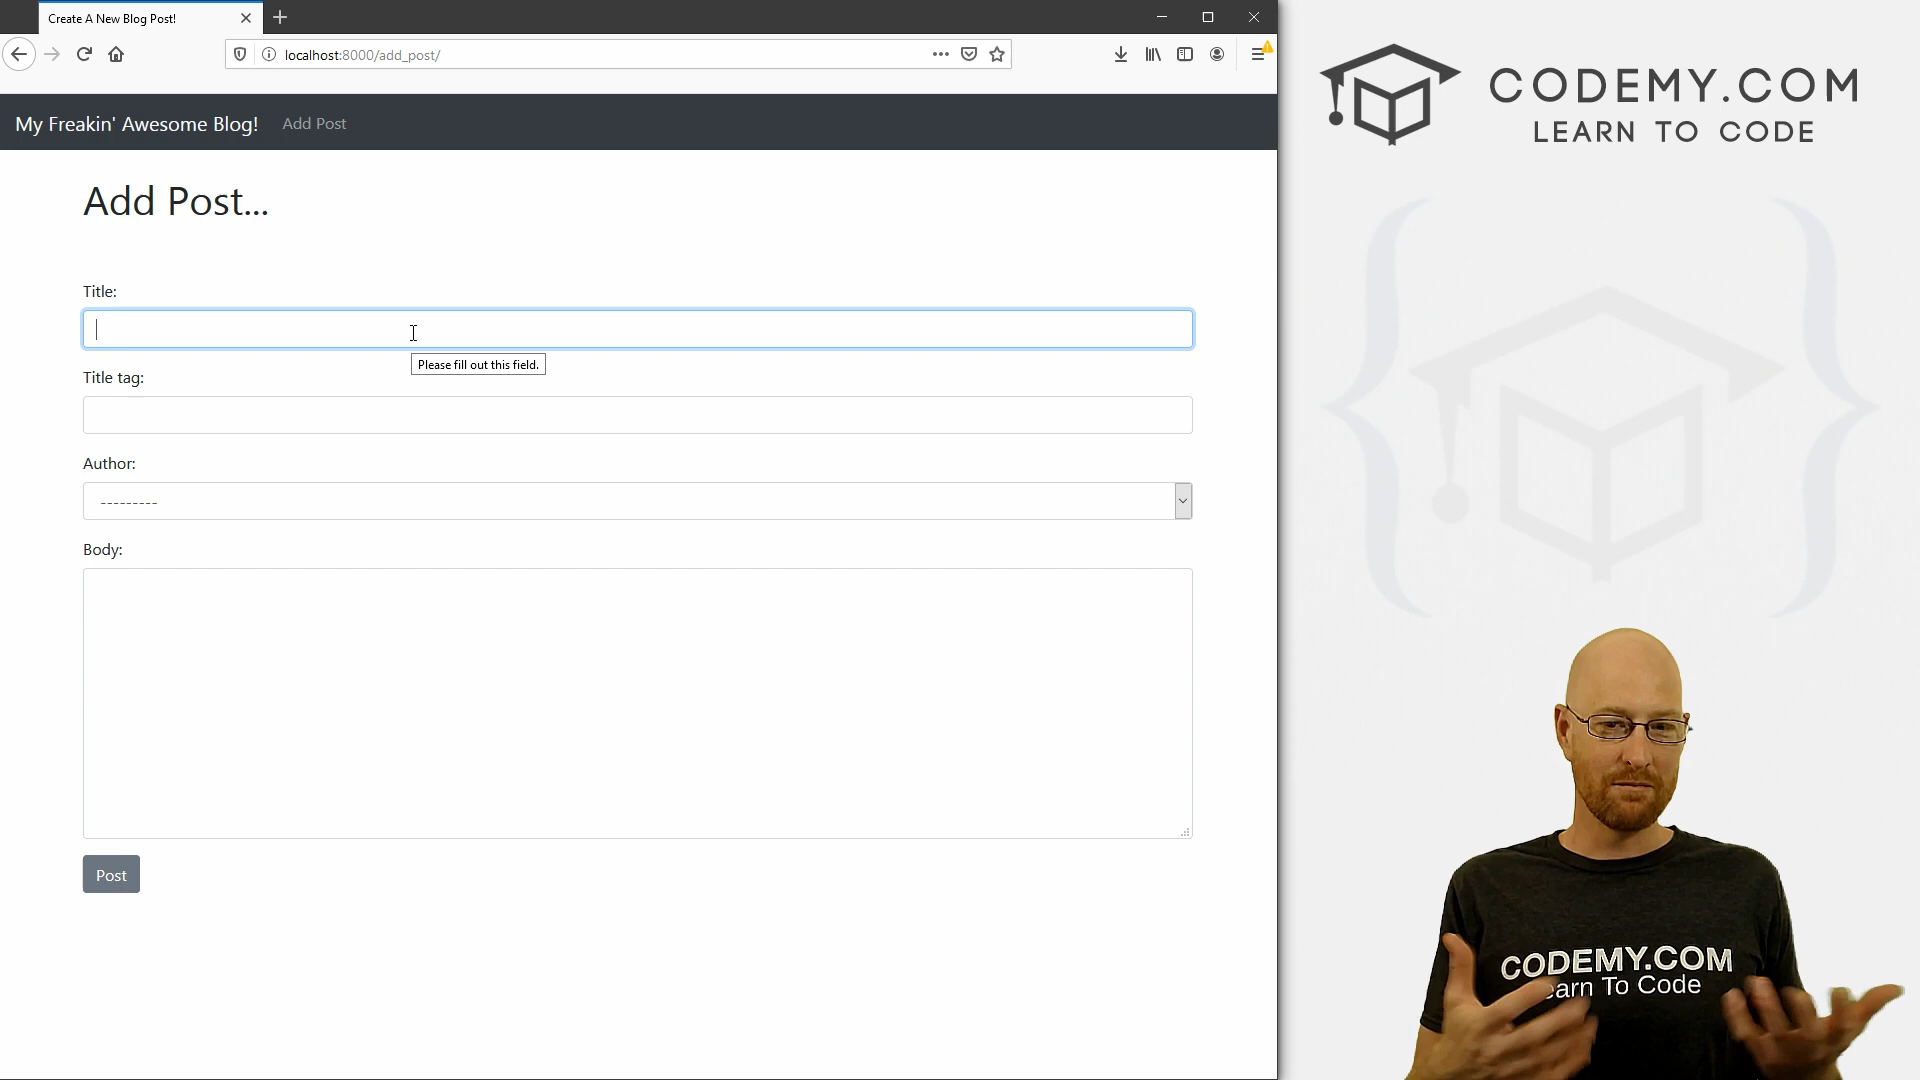 Create A New Blog Post!
localhost:8000/add_post/
My Freakin' Awesome Blog! Add Post
Add Post...
Title:
Please fill out this field.
Title tag:
Author:
---------
Body:
Post
CODEMY.COM
LEARN TO CODE
CODEMY.COM
earn To Code